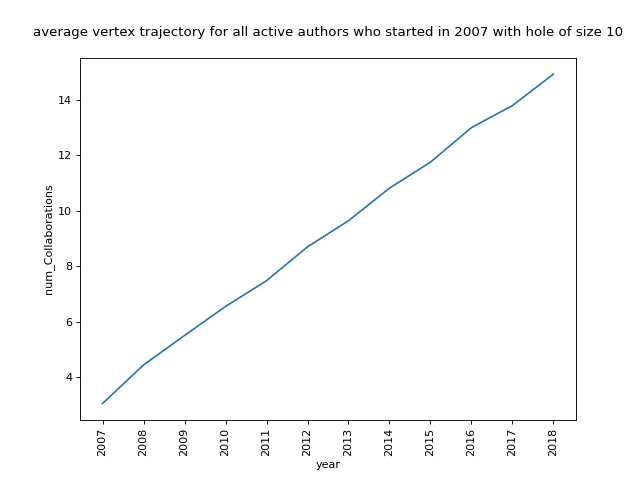 average vertex trajectory for all active authors who started in 2007 with hole of size 10
14
12
10
8
6
4
num_Collaborations
2007 2008 2009 2010 2011 2012 2013 2014 2015 2016 2017 2018
year